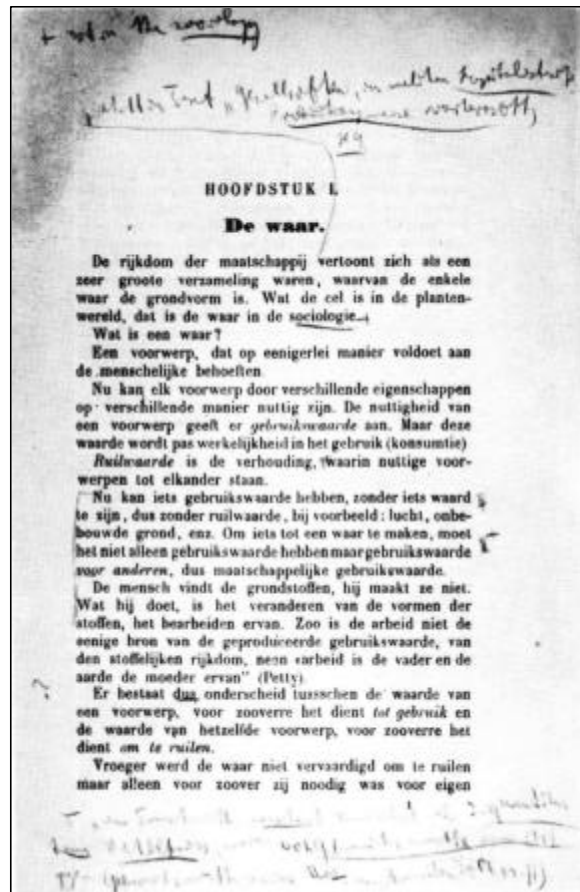 sociologie
HOOFDSTUK I.
De waar.
De rijkdom der maatschappij vertoont zich als een
zeer groote verzameling waren, waarvan de enkele
waar de grondvorm is. Wat de cel is in de planten-
wereld, dat is de waar in de sociologie.
Wat is een waar?
Een voorwerp, dat op eenigerlei manier voldoet aan
de menschelijke behoeften
Nu kan elk voorwerp door verschillende eigenschappen
op verschillende manier nuttig zijn. De nuttigheid van
een voorwerp geeft er gebruikswaarde aan. Maar deze
waarde wordt pas werkelijkheid in het gebruik (konsumtie)
Ruilwaarde is de verhouding, waarin nuttige voor-
werpen tot elkander staan.
Nu kan iets gebruikswaarde hebben, zonder iets waard
te zijn, dus zonder ruilwaarde, bij voorbeeld: lucht, onbe-
bouwde grond, enz. Om iets tot een waar te maken, moet
het niet alleen gebruikswaarde hebben maar gebruikswaarde
voor anderen, dus maatschappelijke gebruikswaarde.
De mensch vindt de grondstoffen, hij maakt ze niet.
Wat hij doet, is het veranderen van de vormen der
stoffen, het bearbeiden ervan. Zoo is de arbeid niet de
eenige bron van de geproduceerde gebruikswaarde, van
den stoffelijken rijkdom, neen „arbeid is de vader en de
aarde de moeder ervan" (Petty)
Er bestaat dus onderscheid tussschen de waarde van
een voorwerp, voor zooverre het dient tot gebruik en
de waarde van hetzelfde voorwerp, voor zooverre het
dient om te ruilen.
Vroeger werd de waar niet vervaardigd om te ruilen
maar alleen voor zoover zij noodig was voor eigen